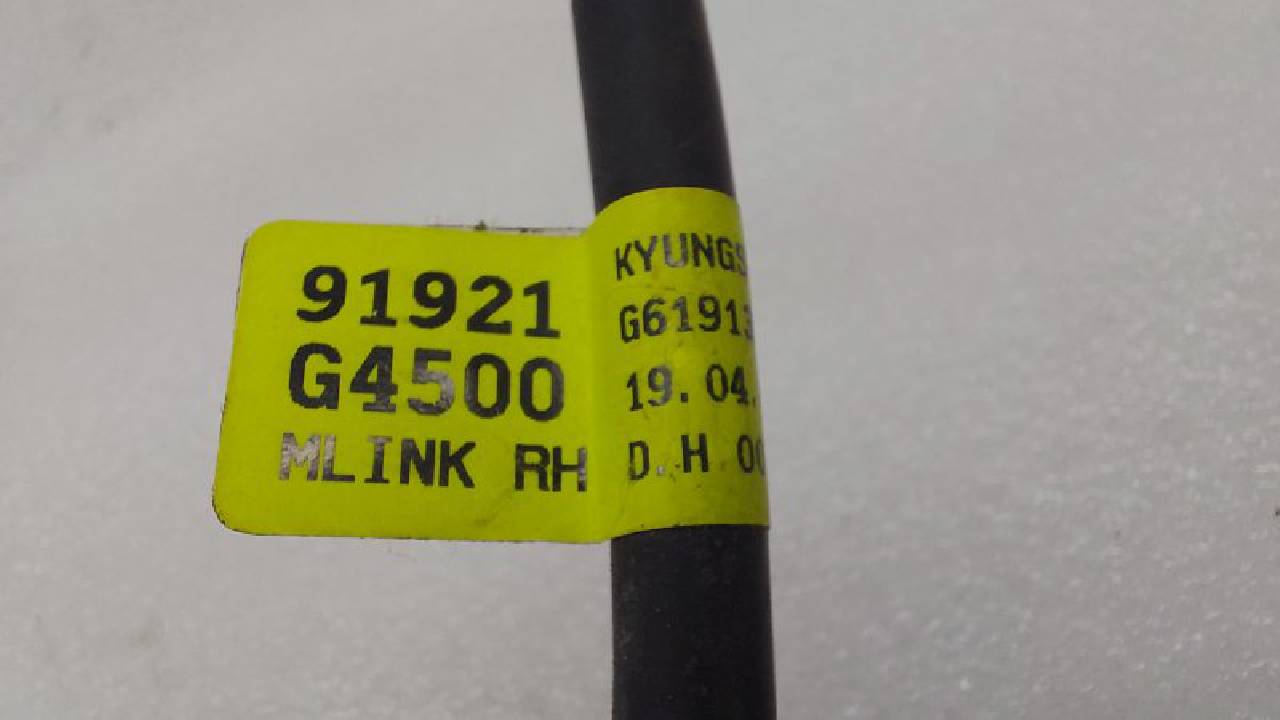 91921
G4500
MLINK RH
KYUNGS
G61913
19. 04.
D.H 00